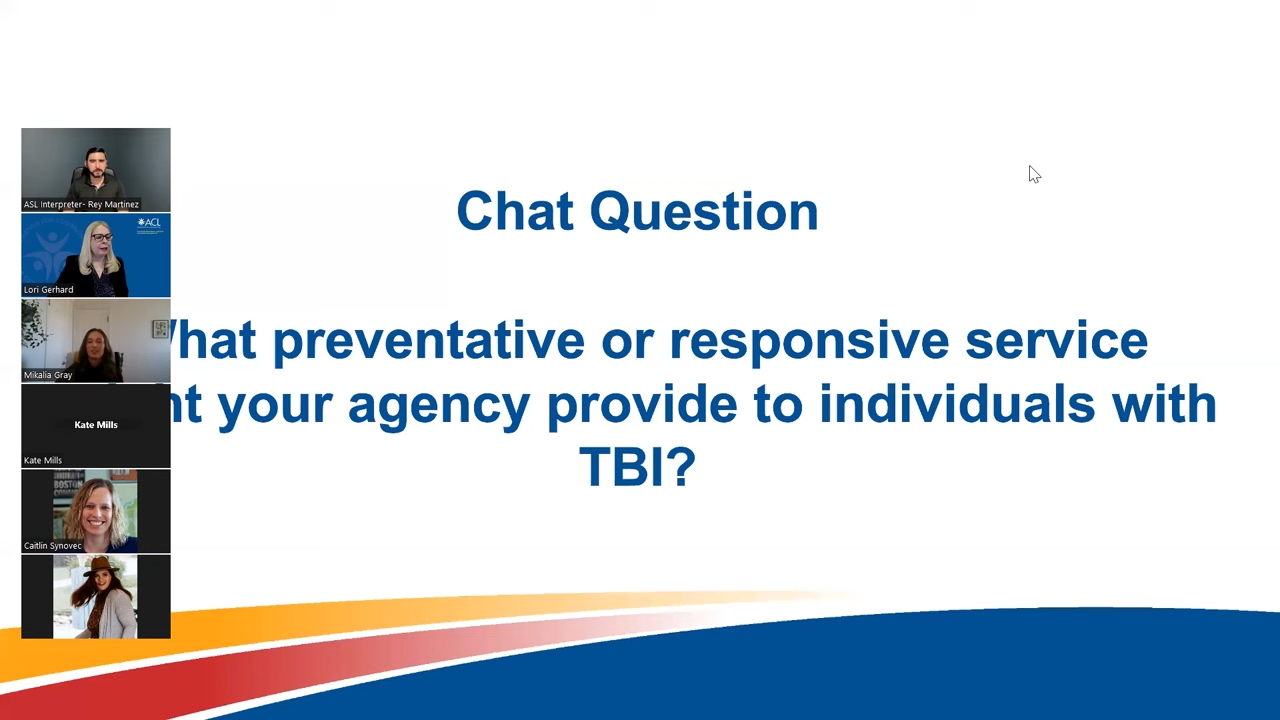 Chat Question
hat preventative or responsive service
nt your agency provide to individuals with
TBI?
ASL Interpreter- Rey Martinez
ACL
Lori Gerhard
Mikalia Gray
Kate Mills
Kate Mills
Caitlin Synovec